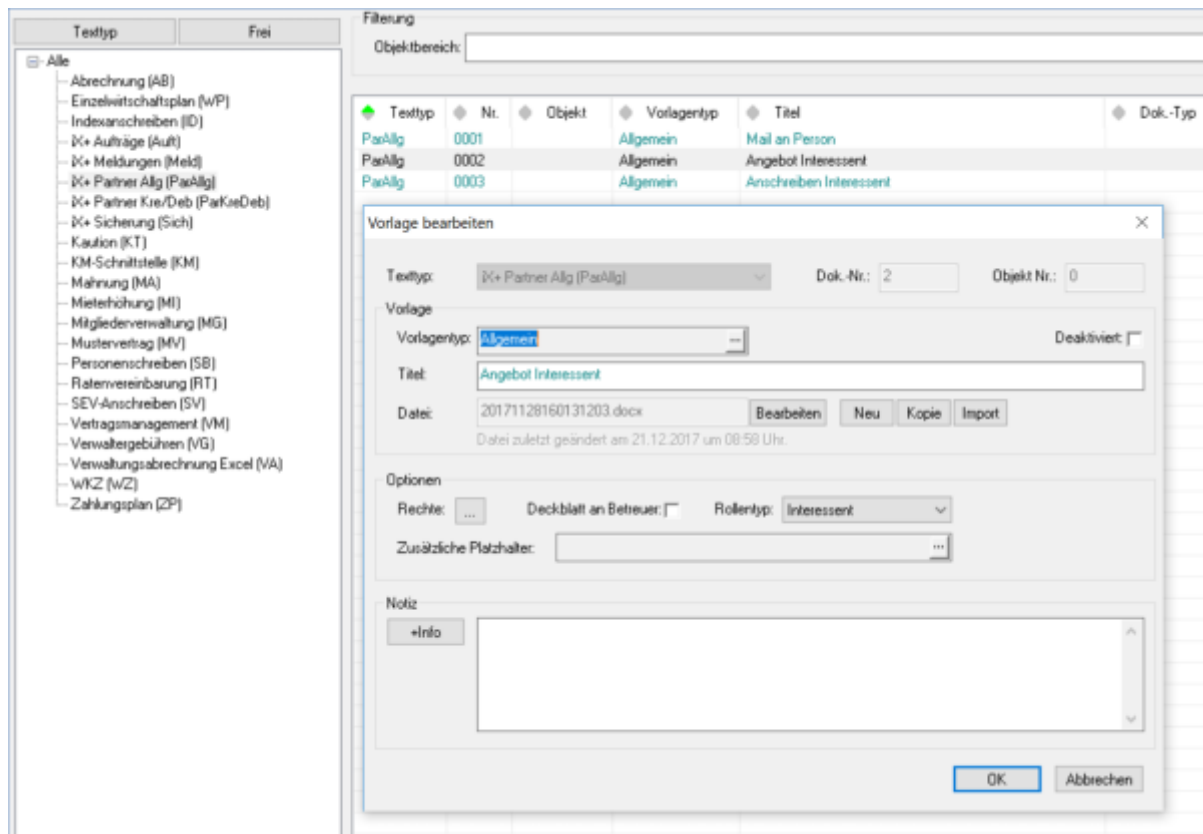 Texttyp Frei
Alle
Abrechnung (AB)
Einzelwirtschaftsplan (WP)
Indexanschreiben (ID)
iX+ Aufträge (Auft)
iX+ Meldungen (Meld)
iX+ Partner Allg (ParAllg)
iX+ Partner Kre/Deb (ParKreDeb)
iX+ Sicherung (Sich)
Kaution (KT)
KM-Schnittstelle (KM)
Mahnung (MA)
Mieterhöhung (MI)
Mitgliederverwaltung (MG)
Mustervertrag (MV)
Personenschreiben (SB)
Ratenvereinbarung (RT)
SEV-Anschreiben (SV)
Vertragsmanagement (VM)
Verwaltergebühren (VG)
Verwaltungsabrechnung Excel (VA)
WKZ (WZ)
Zahlungsplan (ZP)
Filterung
Objektbereich:
Texttyp Nr. Objekt Vorlagentyp Titel Dok.-Typ
ParAllg 0001 Allgemein Mail an Person
ParAllg 0002 Allgemein Angebot Interessent
ParAllg 0003 Allgemein Anschreiben Interessent
Vorlage bearbeiten
Texttyp: iX+ Partner Allg (ParAllg) Dok.-Nr.: 2 Objekt Nr.: 0
Vorlage
Vorlagentyp: Allgemein ... Deaktiviert:
Titel: Angebot Interessent
Datei: 20171128160131203.docx Bearbeiten Neu Kopie Import
Datei zuletzt geändert am 21.12.2017 um 08:58 Uhr.
Optionen
Rechte: ... Deckblatt an Betreuer: Rollentyp: Interessent
Zusätzliche Platzhalter: ...
Notiz
+Info
OK Abbrechen